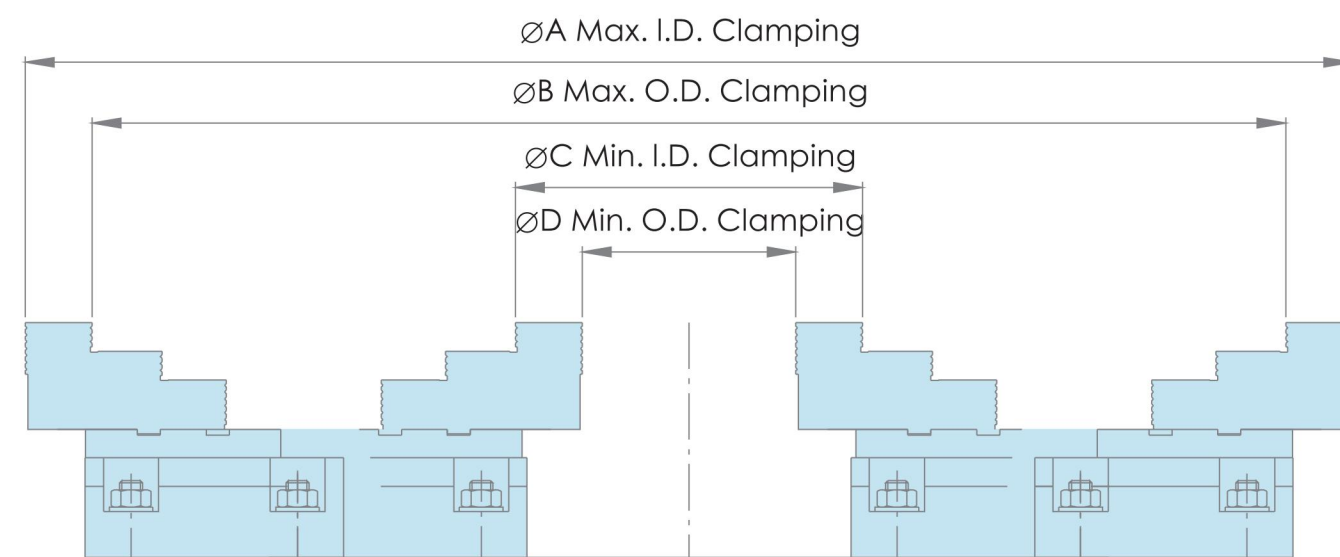 ⌀A Max. I.D. Clamping
⌀B Max. O.D. Clamping
⌀C Min. I.D. Clamping
⌀D Min. O.D. Clamping